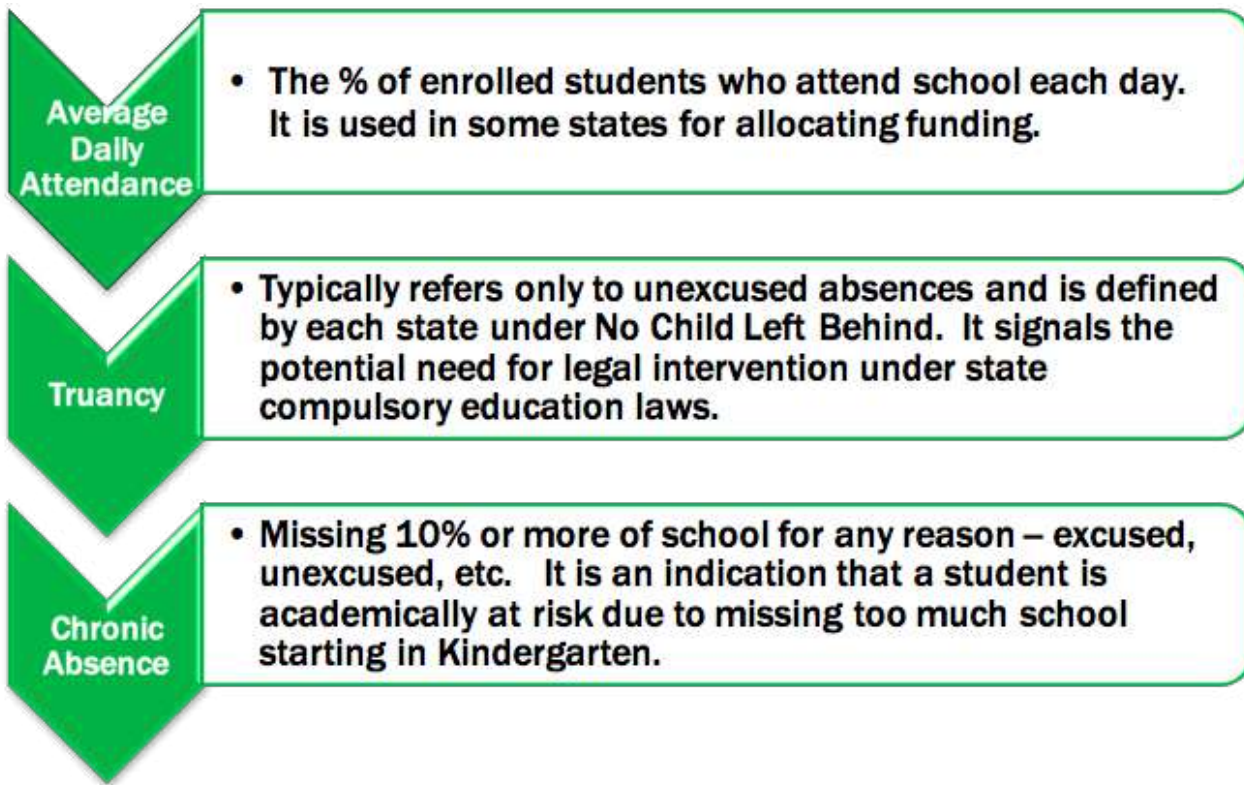 Average
Daily
Attendance
• The % of enrolled students who attend school each day.
It is used in some states for allocating funding.
Truancy
• Typically refers only to unexcused absences and is defined
by each state under No Child Left Behind. It signals the
potential need for legal intervention under state
compulsory education laws.
Chronic
Absence
• Missing 10% or more of school for any reason – excused,
unexcused, etc. It is an indication that a student is
academically at risk due to missing too much school
starting in Kindergarten.